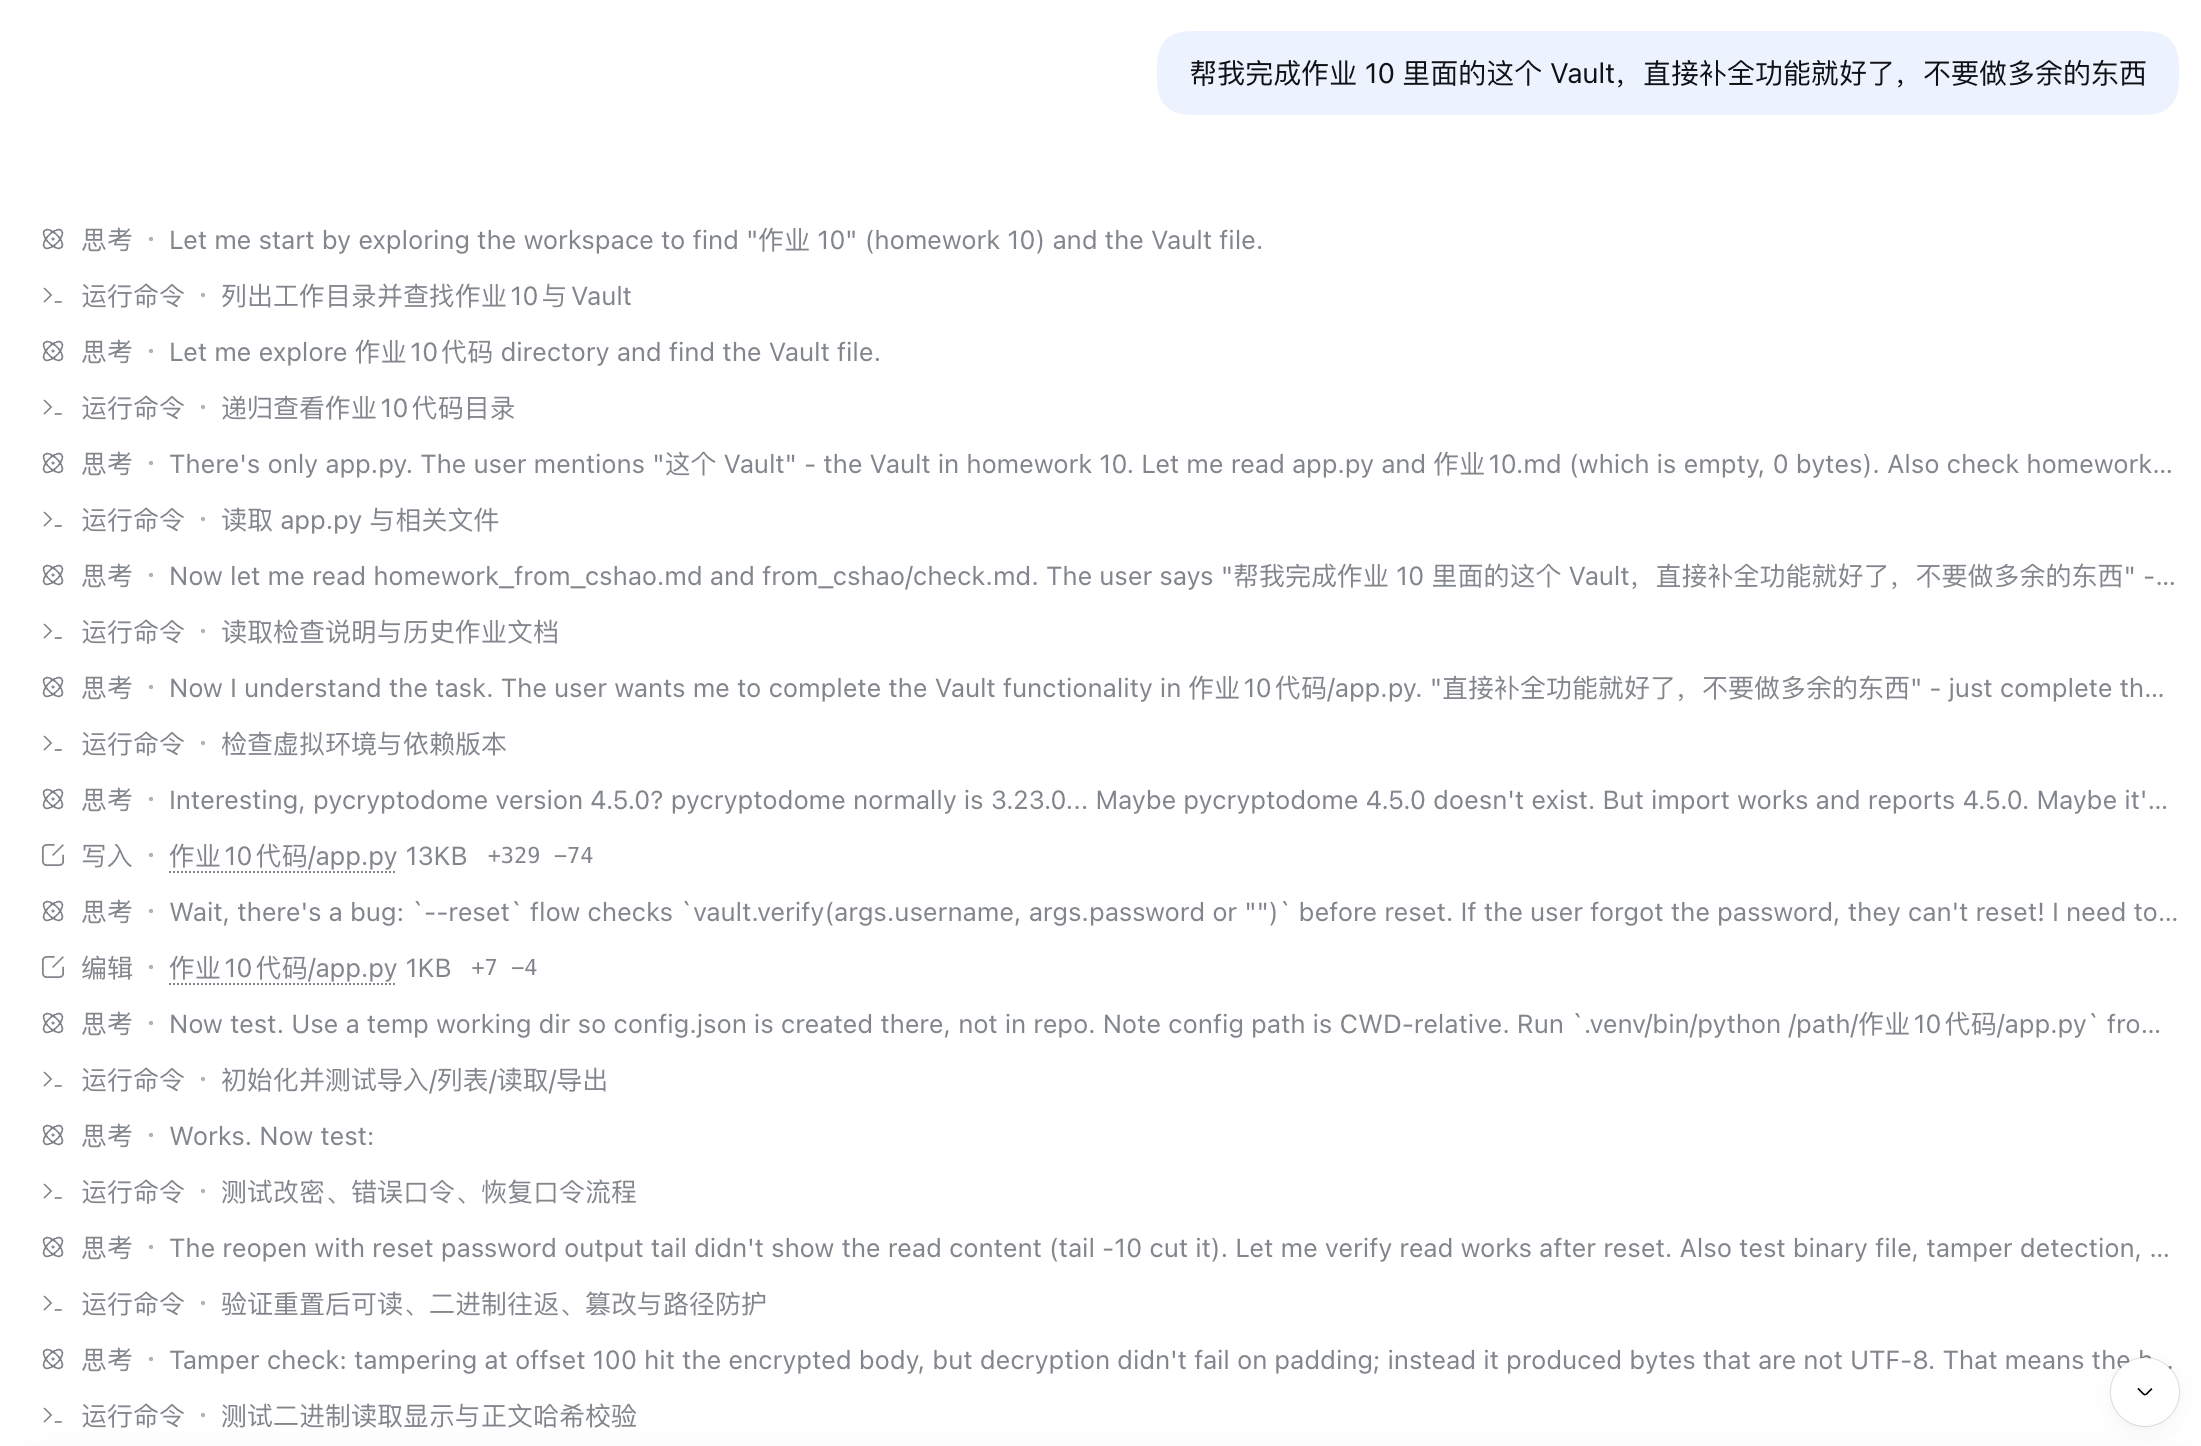 帮我完成作业 10 里面的这个 Vault，直接补全功能就好了，不要做多余的东西
思考 · Let me start by exploring the workspace to find "作业 10" (homework 10) and the Vault file.
运行命令 · 列出工作目录并查找作业10与Vault
思考 · Let me explore 作业10代码 directory and find the Vault file.
运行命令 · 递归查看作业10代码目录
思考 · There's only app.py. The user mentions "这个 Vault" - the Vault in homework 10. Let me read app.py and 作业10.md (which is empty, 0 bytes). Also check homework...
运行命令 · 读取 app.py 与相关文件
思考 · Now let me read homework_from_cshao.md and from_cshao/check.md. The user says "帮我完成作业 10 里面的这个 Vault，直接补全功能就好了，不要做多余的东西" -...
运行命令 · 读取检查说明与历史作业文档
思考 · Now I understand the task. The user wants me to complete the Vault functionality in 作业10代码/app.py. "直接补全功能就好了，不要做多余的东西" - just complete th...
运行命令 · 检查虚拟环境与依赖版本
思考 · Interesting, pycryptodome version 4.5.0? pycryptodome normally is 3.23.0... Maybe pycryptodome 4.5.0 doesn't exist. But import works and reports 4.5.0. Maybe it'...
写入 · 作业10代码/app.py 13KB +329 -74
思考 · Wait, there's a bug: `--reset` flow checks `vault.verify(args.username, args.password or "")` before reset. If the user forgot the password, they can't reset! I need to...
编辑 · 作业10代码/app.py 1KB +7 -4
思考 · Now test. Use a temp working dir so config.json is created there, not in repo. Note config path is CWD-relative. Run `.venv/bin/python /path/作业10代码/app.py` fro...
运行命令 · 初始化并测试导入/列表/读取/导出
思考 · Works. Now test:
运行命令 · 测试改密、错误口令、恢复口令流程
思考 · The reopen with reset password output tail didn't show the read content (tail -10 cut it). Let me verify read works after reset. Also test binary file, tamper detection, ...
运行命令 · 验证重置后可读、二进制往返、篡改与路径防护
思考 · Tamper check: tampering at offset 100 hit the encrypted body, but decryption didn't fail on padding; instead it produced bytes that are not UTF-8. That means the
运行命令 · 测试二进制读取显示与正文哈希校验